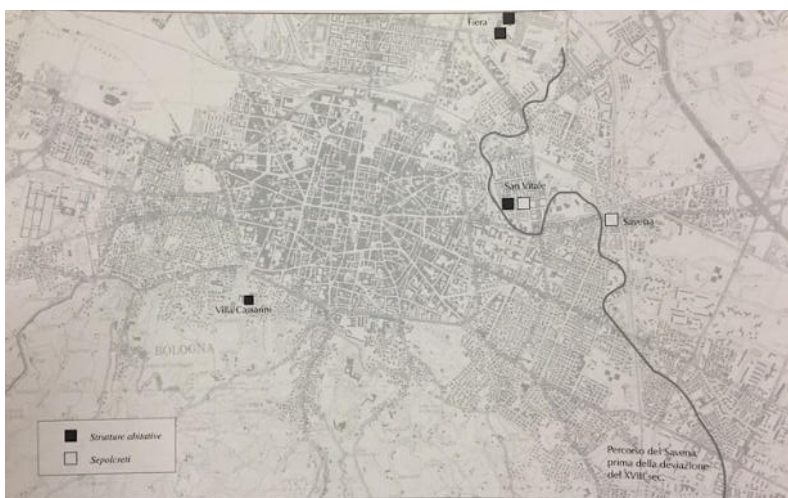 Fiera
San Vitale
Savena
Villa Cassarini
BOLOGNA
Strutture abitative
Sepolcreti
Percorso del Savena
prima della deviazione
del XVIII sec.